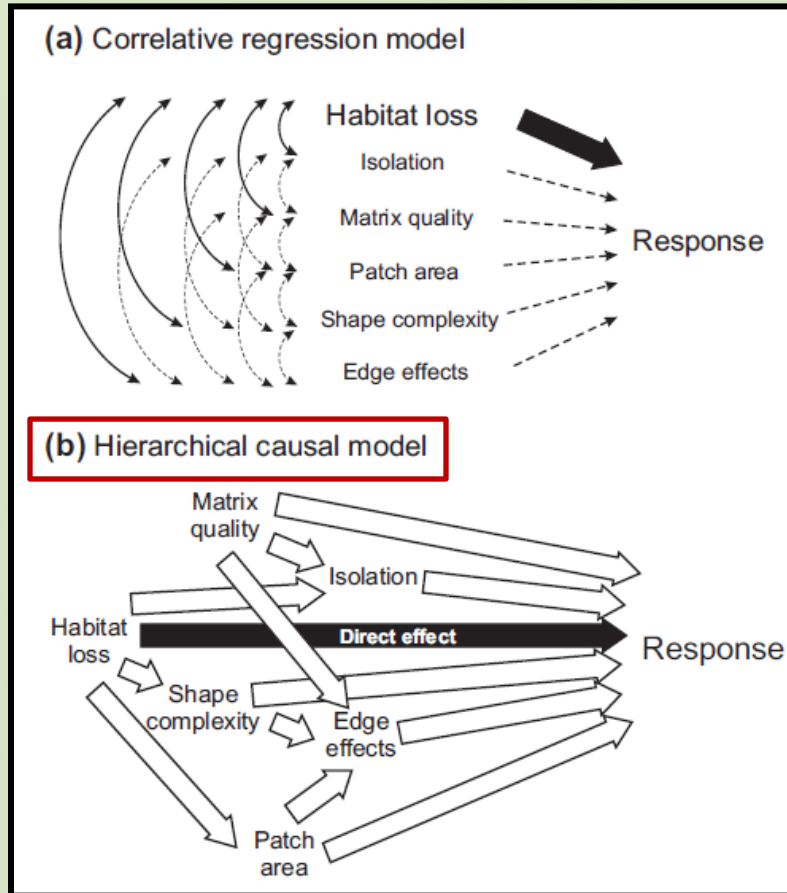 (a) Correlative regression model
Habitat loss
Isolation
Matrix quality
Patch area
Shape complexity
Edge effects
Response
(b) Hierarchical causal model
Matrix
quality
Isolation
Habitat
loss
Direct effect
Response
Shape
complexity
Edge
effects
Patch
area